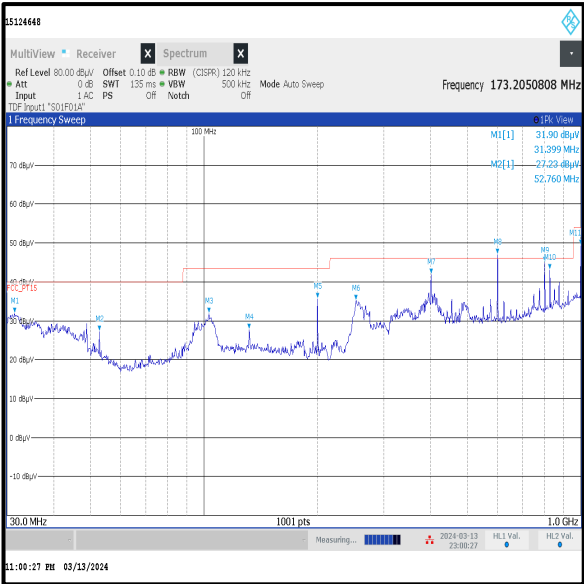 15124648
MultiView Receiver X Spectrum X
Ref Level 80.00 dBµV Offset 0.10 dB RBW (CISPR) 120 kHz
Att 0 dB SWT 135 ms VBW 500 kHz Mode Auto Sweep Frequency 173.2050808 MHz
Input 1 AC PS Off Notch Off
TDF Input1 "S01F01A"
1 Frequency Sweep 1Pk View
100 MHz M1[1] 31.90 dBµV
31.399 MHz
70 dBµV M2[1] 27.23 dBµV
52.760 MHz
60 dBµV
50 dBµV
M11
M8
M9
M10
M7
40 dBµV
FCC_PT15
M1 M3 M5 M6
M2 M4
30 dBµV
20 dBµV
10 dBµV
0 dBµV
-10 dBµV
30.0 MHz 1001 pts 1.0 GHz
Measuring... 2024-03-13 HL1 Val. HL2 Val.
23:00:27
11:00:27 PM 03/13/2024